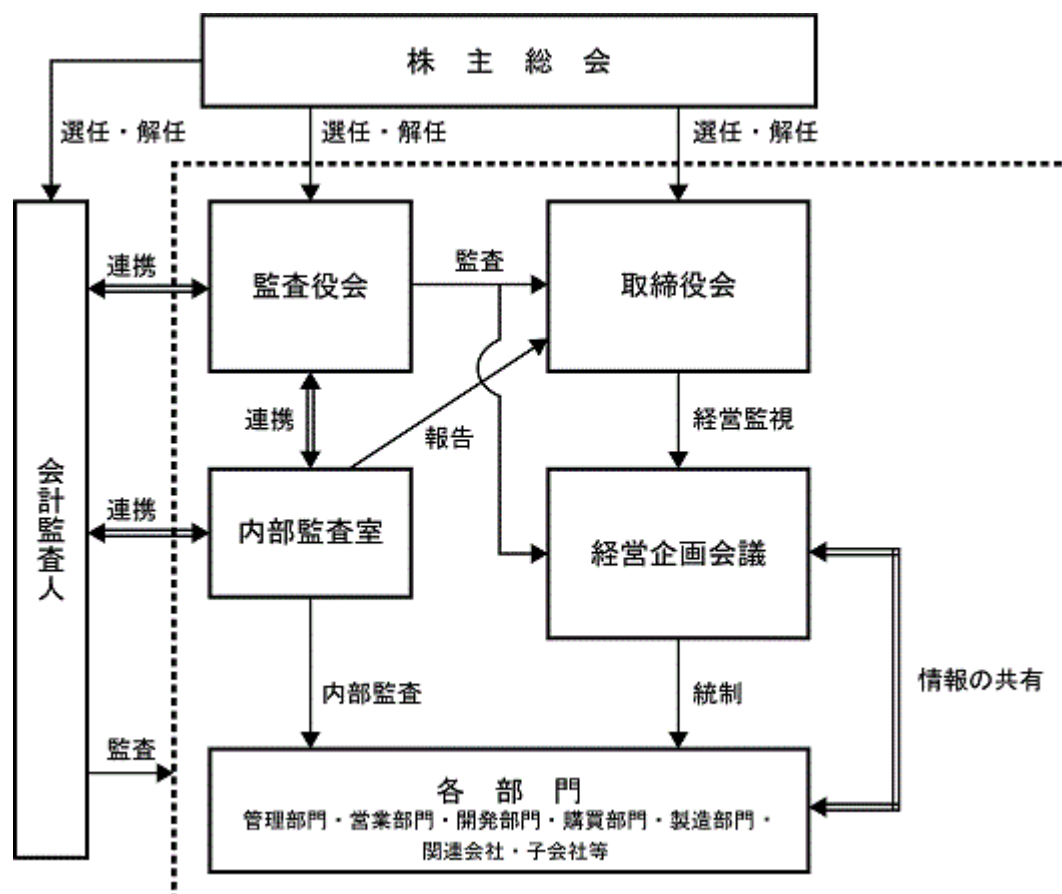 株主総会
選任・解任
選任・解任
選任・解任
連携
監査役会
監査
取締役会
連携
報告
経営監視
会計監査人
連携
内部監査室
経営企画会議
内部監査
統制
情報の共有
監査
各部門
管理部門・営業部門・開発部門・購買部門・製造部門・
関連会社・子会社等